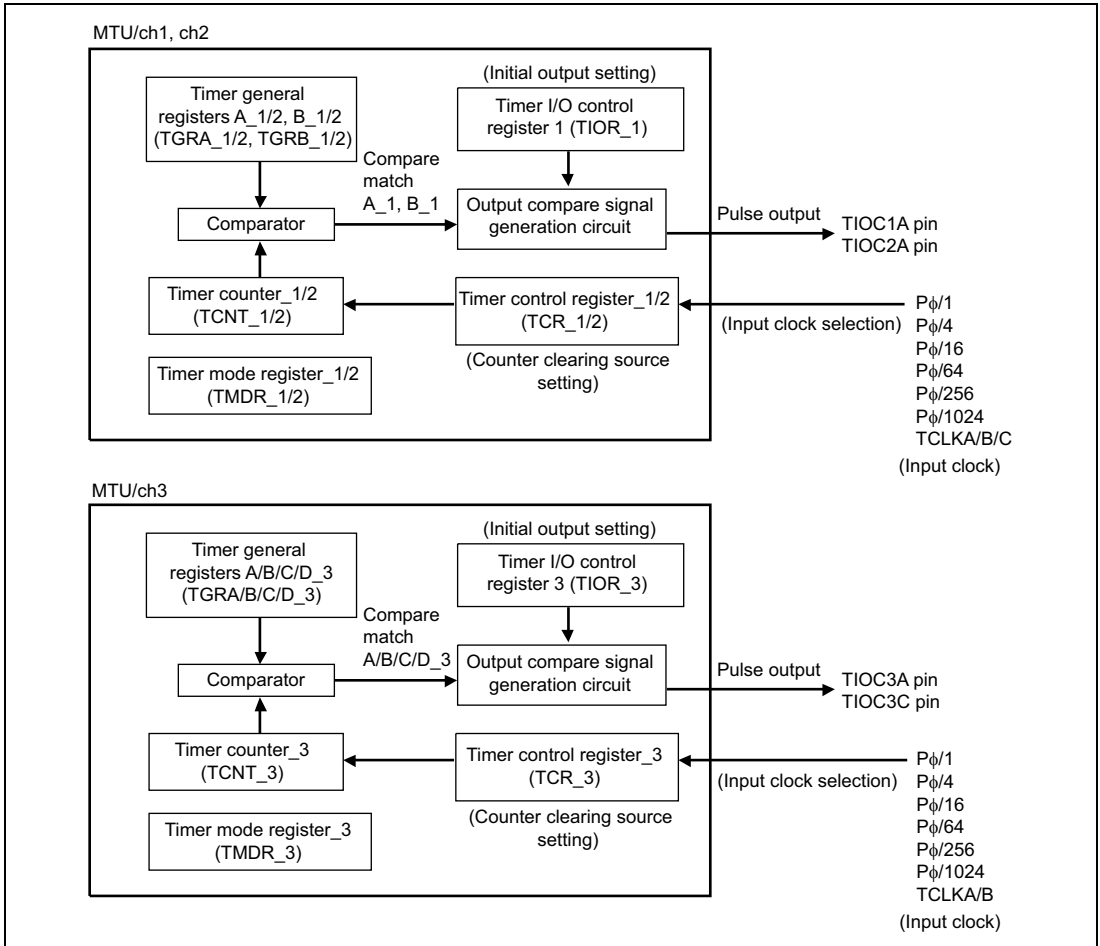 MTU/ch1, ch2
Timer general
registers A_1/2, B_1/2
(TGRA_1/2, TGRB_1/2)
(Initial output setting)
Timer I/O control
register 1 (TIOR_1)
Compare
match
A_1, B_1
Comparator
Output compare signal
generation circuit
Pulse output
TIOC1A pin
TIOC2A pin
Timer counter_1/2
(TCNT_1/2)
Timer control register_1/2
(TCR_1/2)
(Counter clearing source
setting)
(Input clock selection)
Pϕ/1
Pϕ/4
Pϕ/16
Pϕ/64
Pϕ/256
Pϕ/1024
TCLKA/B/C
(Input clock)
Timer mode register_1/2
(TMDR_1/2)
MTU/ch3
Timer general
registers A/B/C/D_3
(TGRA/B/C/D_3)
(Initial output setting)
Timer I/O control
register 3 (TIOR_3)
Compare
match
A/B/C/D_3
Comparator
Output compare signal
generation circuit
Pulse output
TIOC3A pin
TIOC3C pin
Timer counter_3
(TCNT_3)
Timer control register_3
(TCR_3)
(Counter clearing source
setting)
(Input clock selection)
Pϕ/1
Pϕ/4
Pϕ/16
Pϕ/64
Pϕ/256
Pϕ/1024
TCLKA/B
(Input clock)
Timer mode register_3
(TMDR_3)